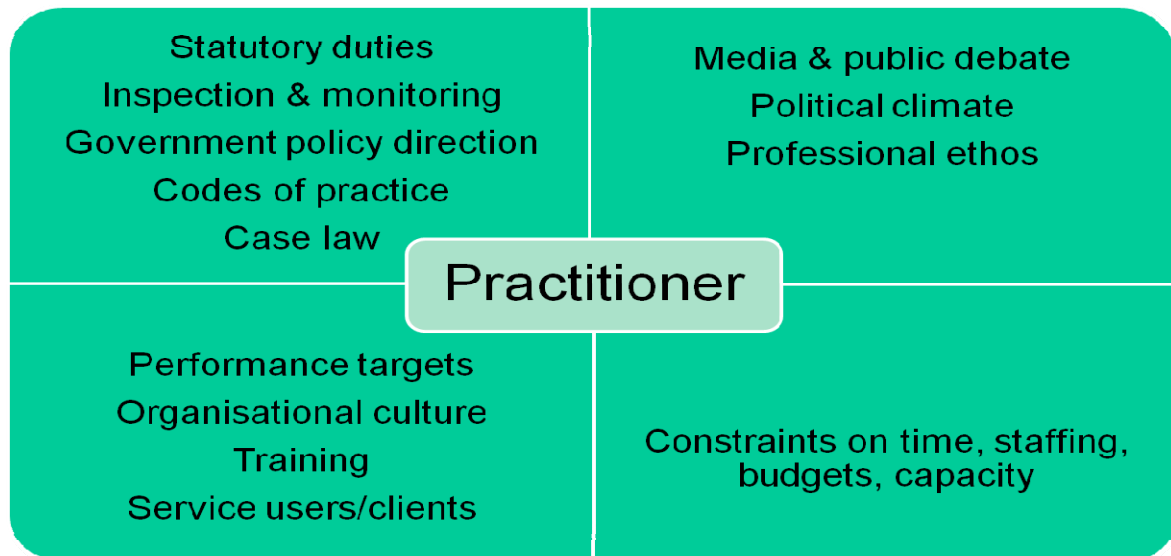 Statutory duties
Inspection & monitoring
Government policy direction
Codes of practice
Case law
Media & public debate
Political climate
Professional ethos
Practitioner
Performance targets
Organisational culture
Training
Service users/clients
Constraints on time, staffing,
budgets, capacity